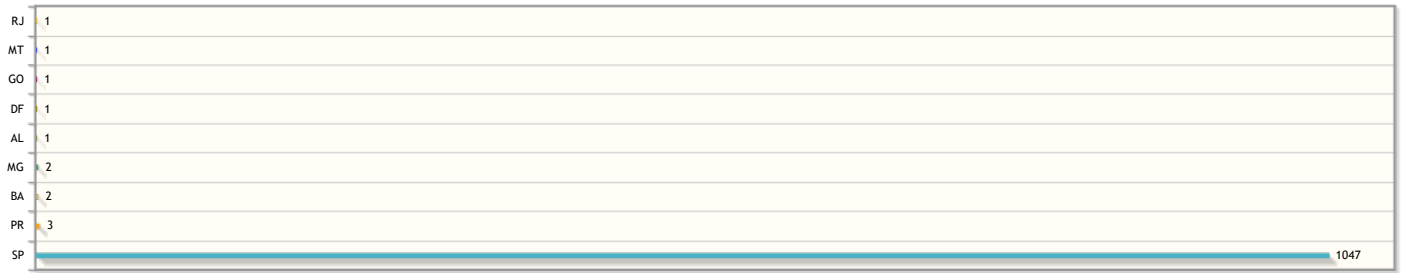 RJ 1
MT 1
GO 1
DF 1
AL 1
MG 2
BA 2
PR 3
SP 1047